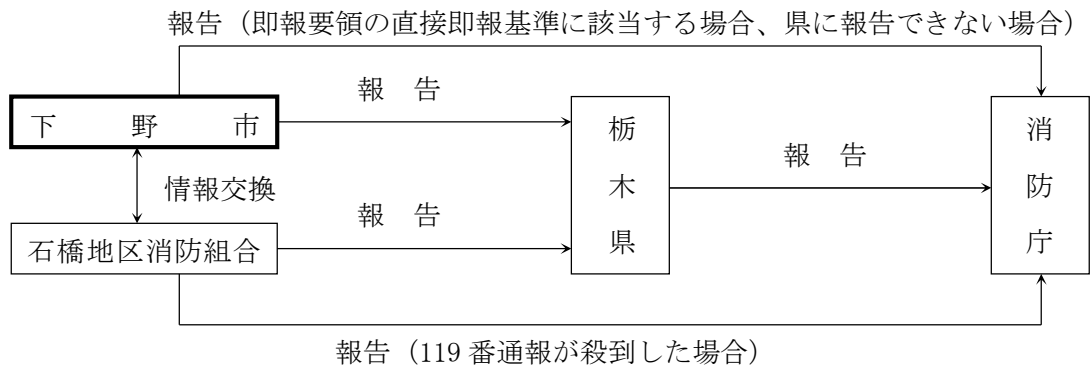 報告（即報要領の直接即報基準に該当する場合、県に報告できない場合）
報　告
下　野　市
栃木県
消防庁
報　告
情報交換
報　告
石橋地区消防組合
報告（119 番通報が殺到した場合）